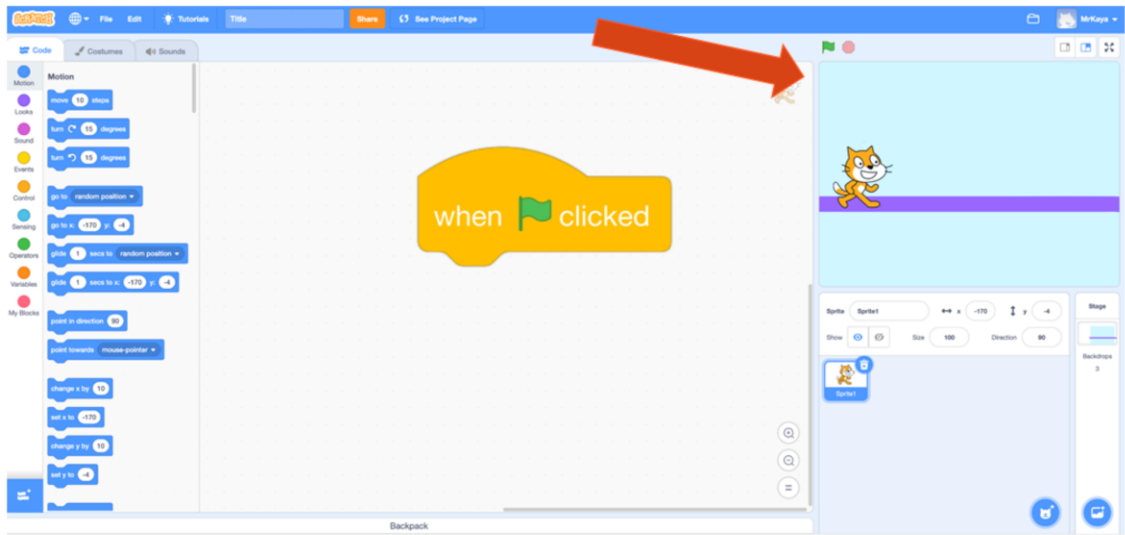 SCRATCH File Edit Tutorials Title Share See Project Page MrKaya
Code Costumes Sounds
Motion
Looks
Sound
Events
Control
Sensing
Operators
Variables
My Blocks
Motion
move 10 steps
turn 15 degrees
turn 15 degrees
go to random position
go to x: -170 y: -4
glide 1 secs to random position
glide 1 secs to x: -170 y: -4
point in direction 90
point towards mouse-pointer
change x by 10
set x to -170
change y by 10
set y to -4
when clicked
Backpack
Sprite Sprite1 x -170 y -4
Show Size 100 Direction 90
Sprite1
Stage
Backdrops
3